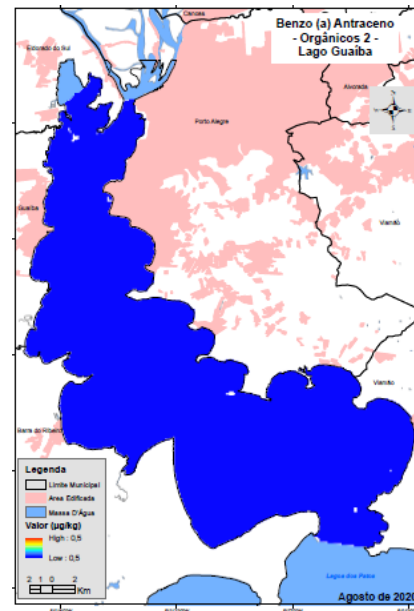 Benzo (a) Antraceno
- Orgânicos 2 -
Lago Guaíba
Canoas
Eldorado do Sul
Alvorada
Porto Alegre
Guaíba
Viamão
Viamão
Barra do Ribeiro
Legenda
Limite Municipal
Area Edificada
Massa D'Água
Valor (µg/kg)
High : 0,5
Low : 0,5
2 1 0 2
Km
Lagoa dos Patos
Agosto de 2020